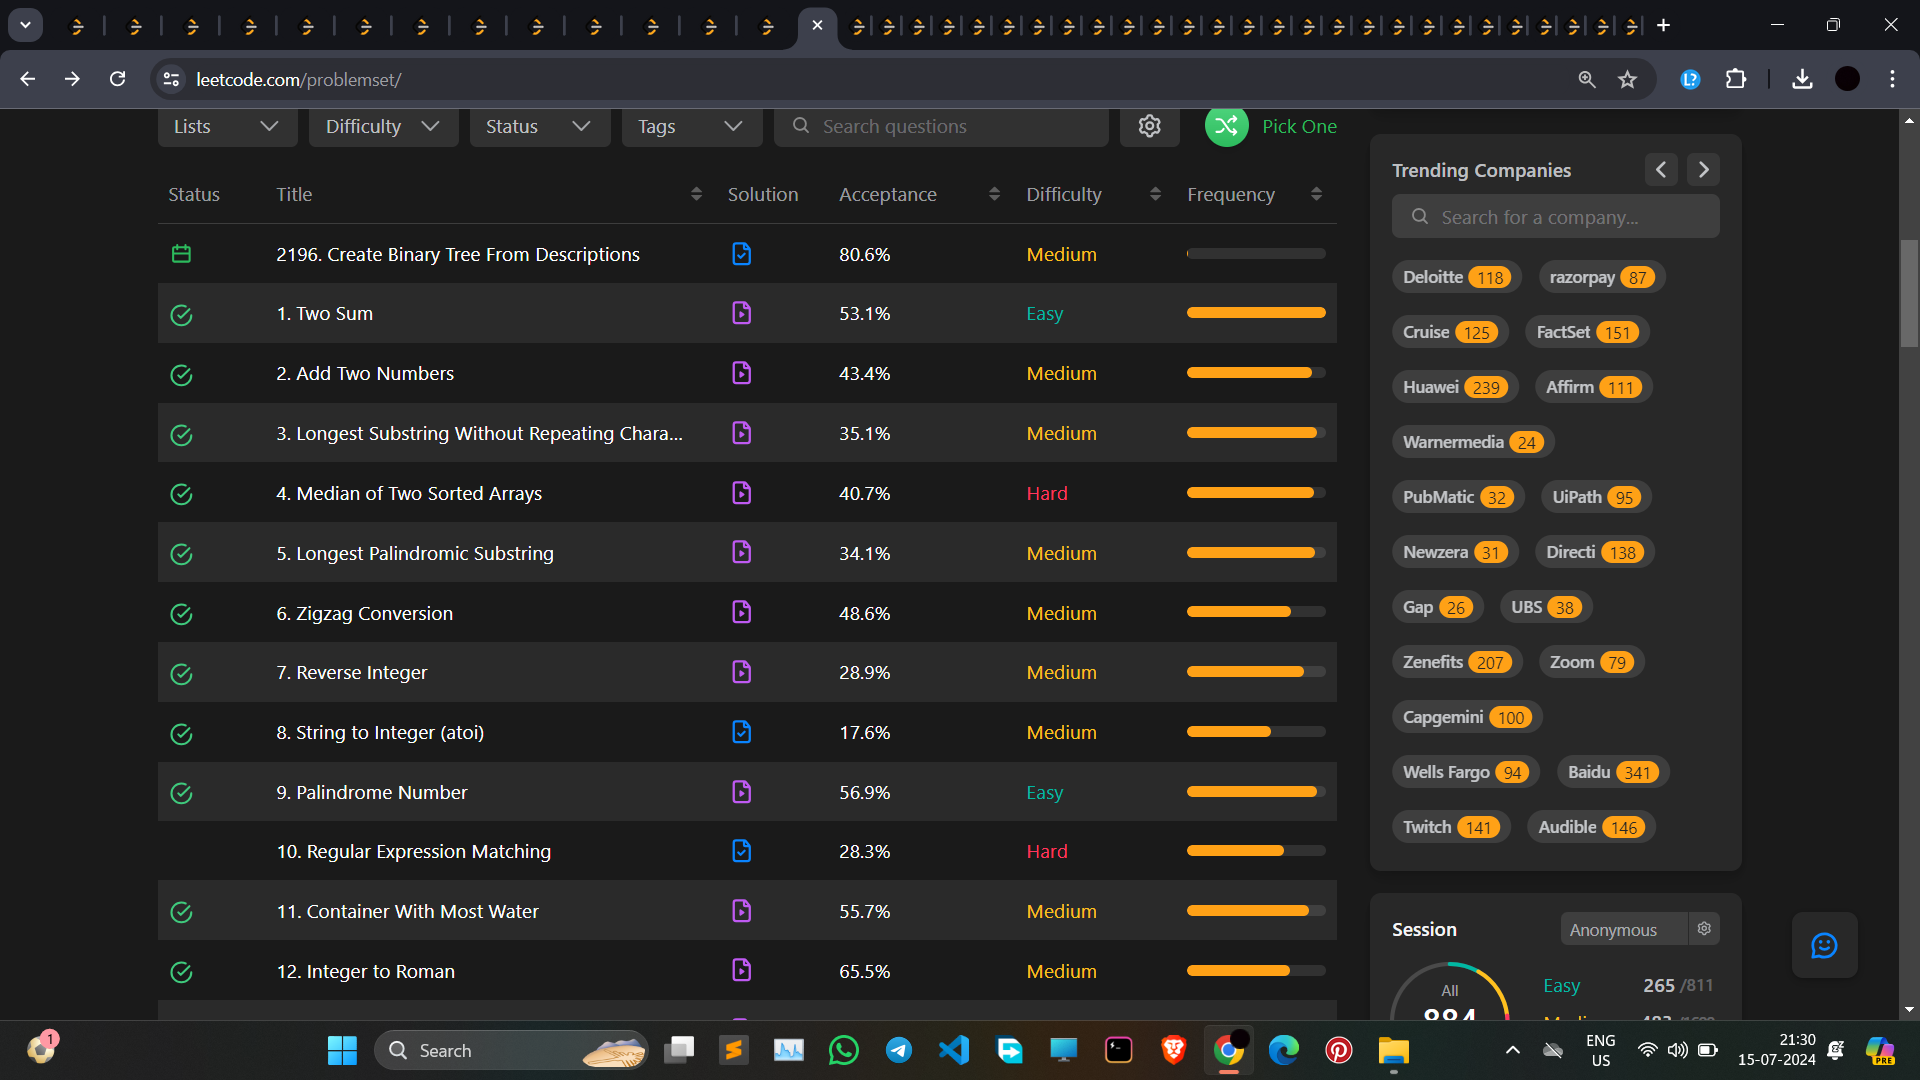 leetcode.com/problemset/
Lists
Difficulty
Status
Tags
Search questions
Pick One
Status Title Solution Acceptance Difficulty Frequency
2196. Create Binary Tree From Descriptions 80.6% Medium
1. Two Sum 53.1% Easy
2. Add Two Numbers 43.4% Medium
3. Longest Substring Without Repeating Chara... 35.1% Medium
4. Median of Two Sorted Arrays 40.7% Hard
5. Longest Palindromic Substring 34.1% Medium
6. Zigzag Conversion 48.6% Medium
7. Reverse Integer 28.9% Medium
8. String to Integer (atoi) 17.6% Medium
9. Palindrome Number 56.9% Easy
10. Regular Expression Matching 28.3% Hard
11. Container With Most Water 55.7% Medium
12. Integer to Roman 65.5% Medium
Trending Companies
Search for a company...
Deloitte 118 razorpay 87
Cruise 125 FactSet 151
Huawei 239 Affirm 111
Warnermedia 24
PubMatic 32 UiPath 95
Newzera 31 Directi 138
Gap 26 UBS 38
Zenefits 207 Zoom 79
Capgemini 100
Wells Fargo 94 Baidu 341
Twitch 141 Audible 146
Session Anonymous
All
884
Easy 265 /811
1
Search
ENG
US
21:30
15-07-2024
PRE